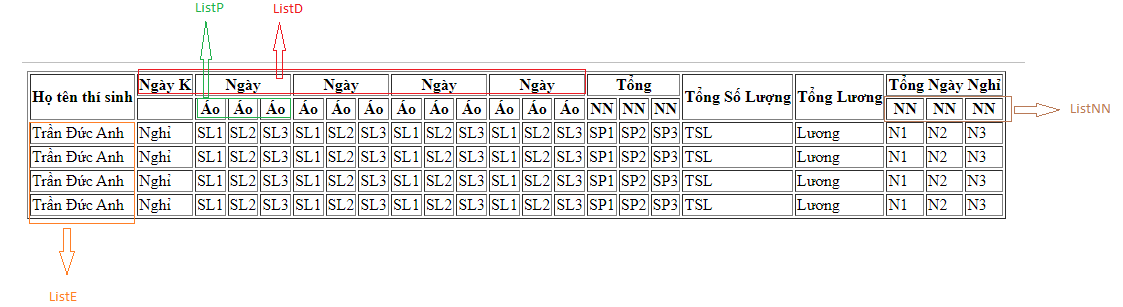 ListP ListD
Họ tên thí sinh Ngày K Ngày Ngày Ngày Ngày Tổng Tổng Số Lượng Tổng Lương Tổng Ngày Nghỉ
Áo Áo Áo Áo Áo Áo Áo Áo Áo Áo Áo Áo NN NN NN NN NN NN ListNN
Trần Đức Anh Nghỉ SL1 SL2 SL3 SL1 SL2 SL3 SL1 SL2 SL3 SL1 SL2 SL3 SP1 SP2 SP3 TSL Lương N1 N2 N3
Trần Đức Anh Nghỉ SL1 SL2 SL3 SL1 SL2 SL3 SL1 SL2 SL3 SL1 SL2 SL3 SP1 SP2 SP3 TSL Lương N1 N2 N3
Trần Đức Anh Nghỉ SL1 SL2 SL3 SL1 SL2 SL3 SL1 SL2 SL3 SL1 SL2 SL3 SP1 SP2 SP3 TSL Lương N1 N2 N3
Trần Đức Anh Nghỉ SL1 SL2 SL3 SL1 SL2 SL3 SL1 SL2 SL3 SL1 SL2 SL3 SP1 SP2 SP3 TSL Lương N1 N2 N3
ListE